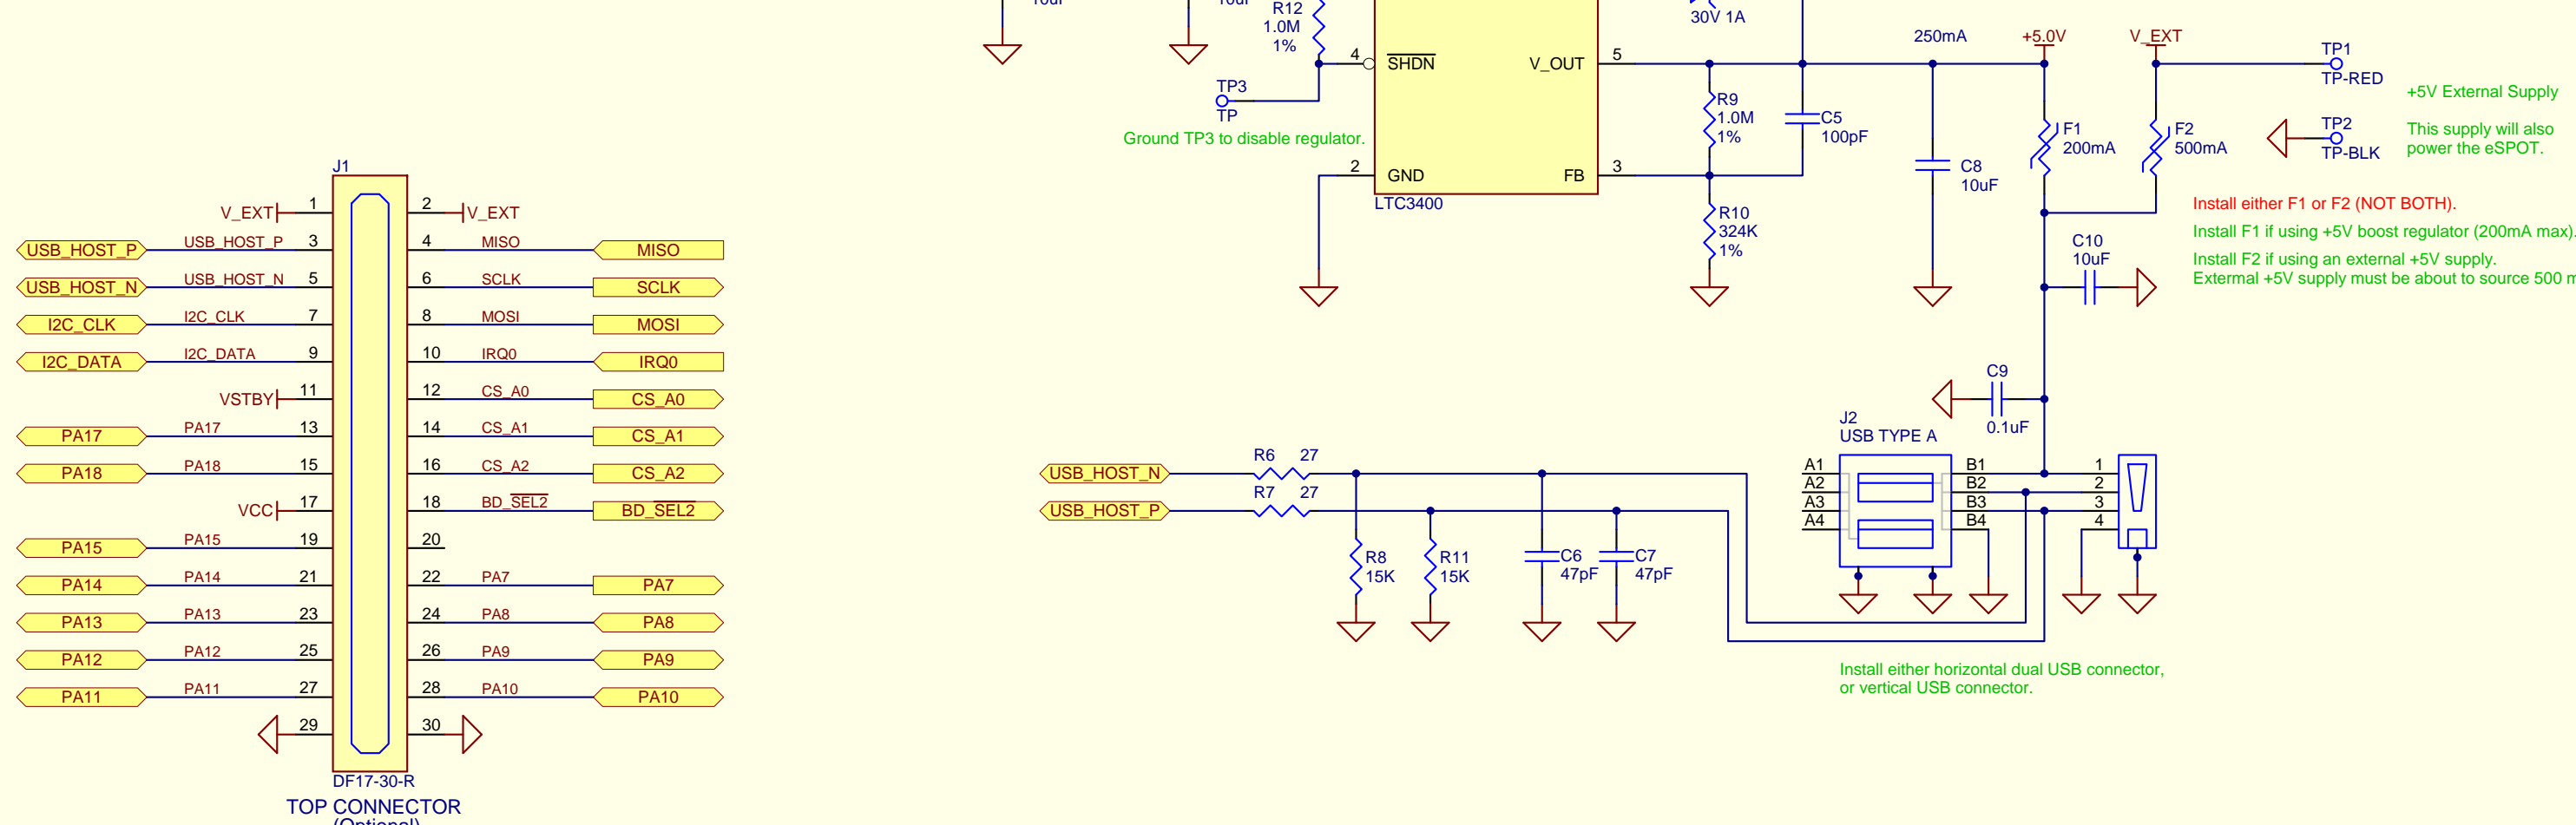 10uF
10uF
R12
1.0M
1%
4
SHDN
TP3
TP
Ground TP3 to disable regulator.
2
GND
V_OUT
5
FB
3
LTC3400
30V 1A
R9
1.0M
1%
C5
100pF
R10
324K
1%
250mA
C8
10uF
+5.0V
V_EXT
F1
200mA
F2
500mA
TP1
TP-RED
TP2
TP-BLK
+5V External Supply
This supply will also
power the eSPOT.
Install either F1 or F2 (NOT BOTH).
Install F1 if using +5V boost regulator (200mA max).
Install F2 if using an external +5V supply.
Extermal +5V supply must be about to source 500 m
C10
10uF
C9
0.1uF
J1
V_EXT 1 2 V_EXT
USB_HOST_P USB_HOST_P 3 4 MISO MISO
USB_HOST_N USB_HOST_N 5 6 SCLK SCLK
I2C_CLK I2C_CLK 7 8 MOSI MOSI
I2C_DATA I2C_DATA 9 10 IRQ0 IRQ0
VSTBY 11 12 CS_A0 CS_A0
PA17 PA17 13 14 CS_A1 CS_A1
PA18 PA18 15 16 CS_A2 CS_A2
VCC 17 18 BD_SEL2 BD_SEL2
PA15 PA15 19 20
PA14 PA14 21 22 PA7 PA7
PA13 PA13 23 24 PA8 PA8
PA12 PA12 25 26 PA9 PA9
PA11 PA11 27 28 PA10 PA10
29 30
DF17-30-R
TOP CONNECTOR
(Optional)
USB_HOST_N
R6 27
USB_HOST_P
R7 27
R8
15K
R11
15K
C6
47pF
C7
47pF
J2
USB TYPE A
A1 B1 1
A2 B2 2
A3 B3 3
A4 B4 4
Install either horizontal dual USB connector,
or vertical USB connector.